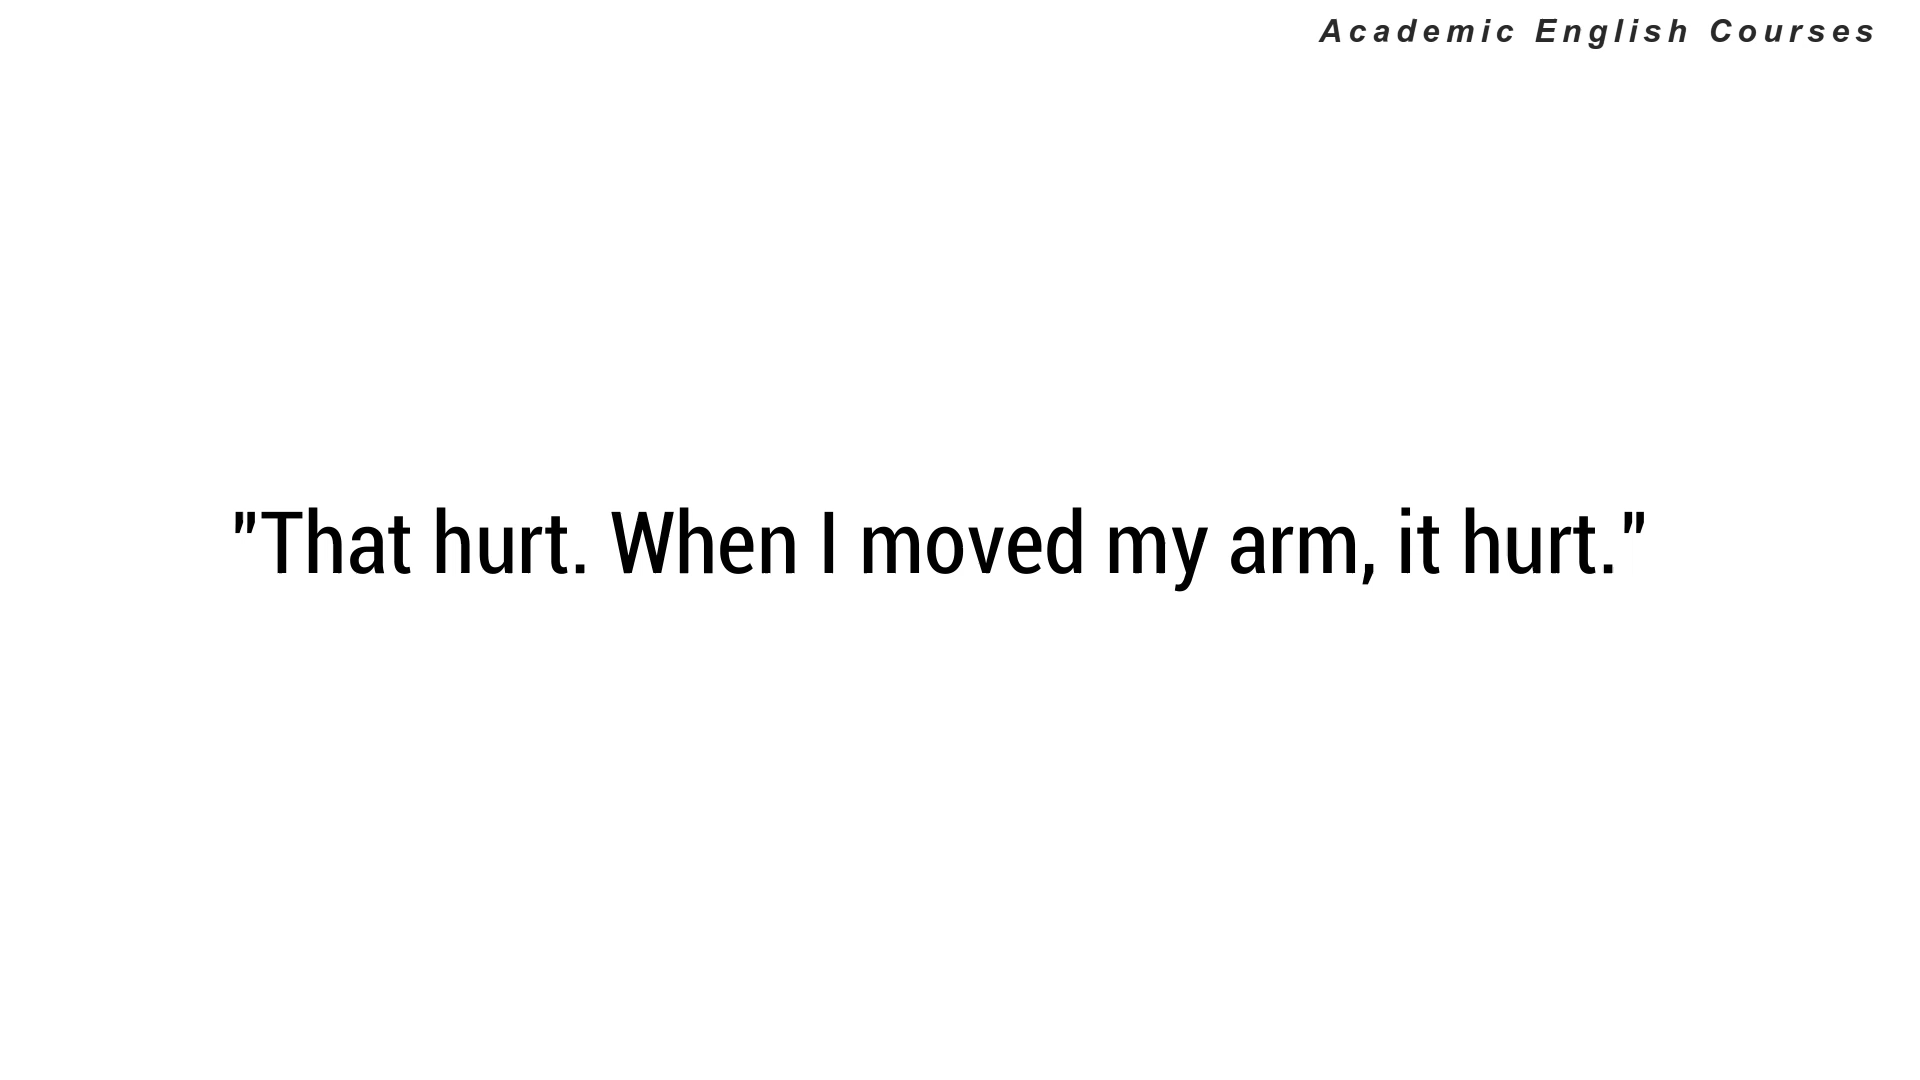 Academic English Courses
"That hurt. When I moved my arm, it hurt."